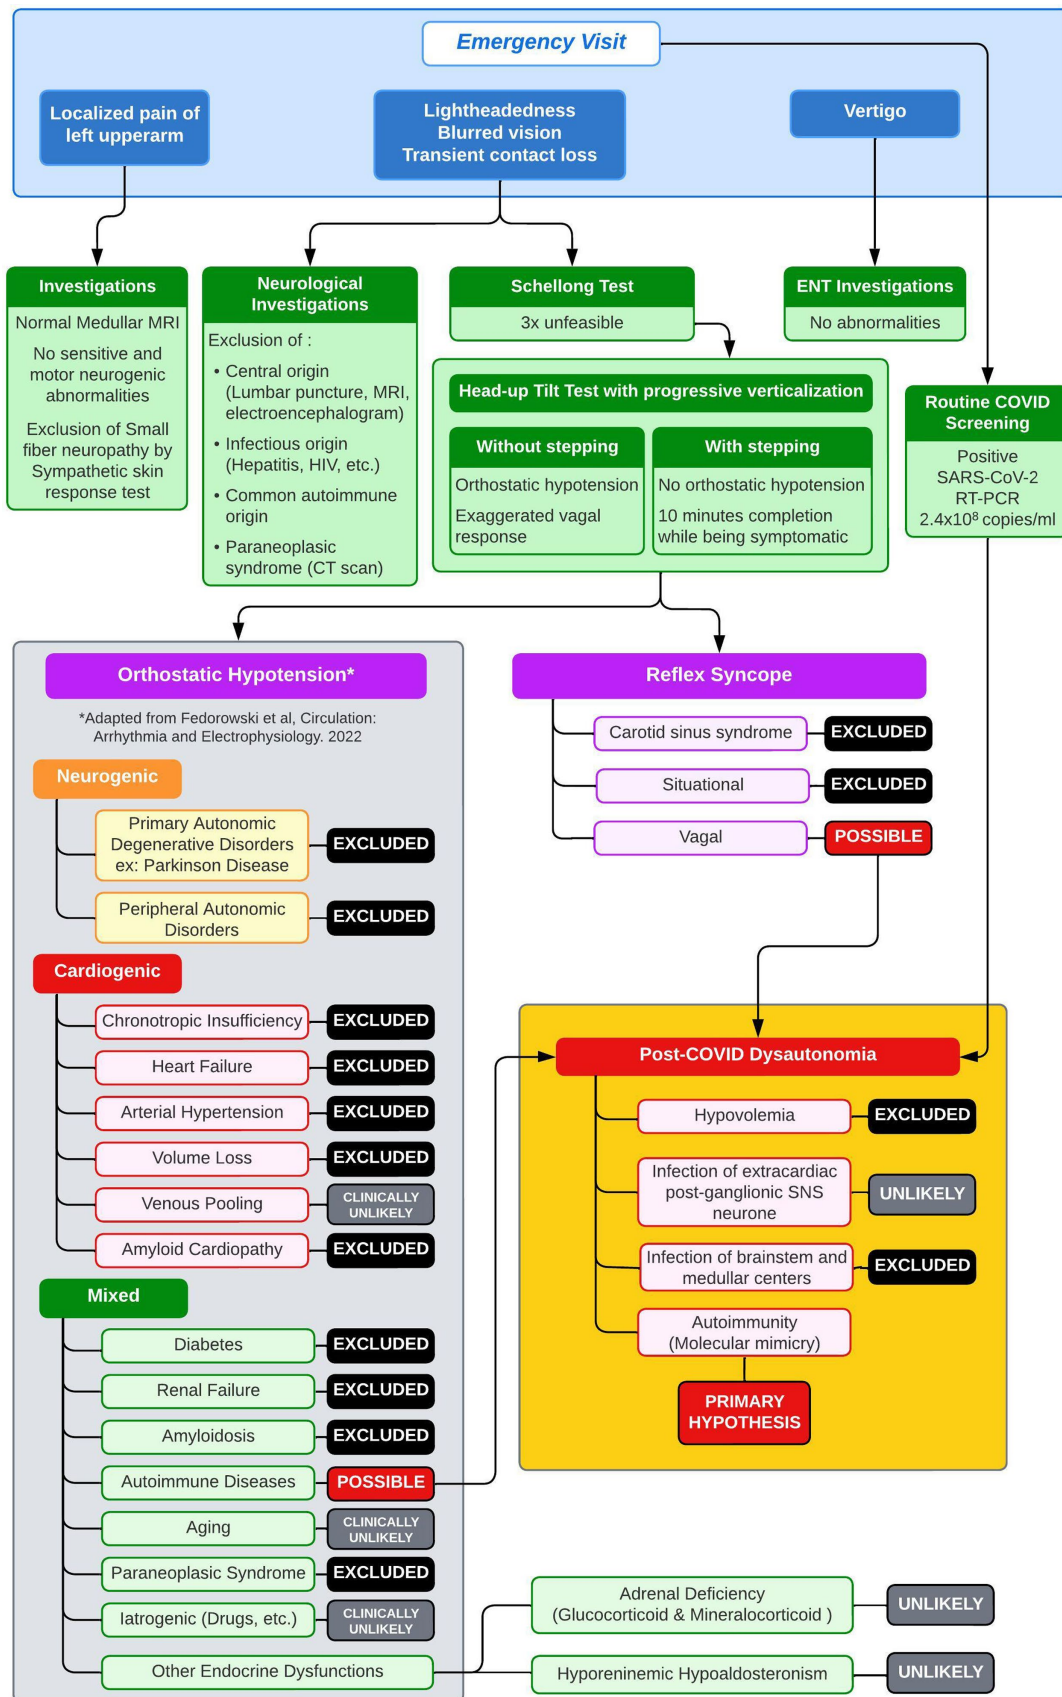 Emergency Visit
Localized pain of
left upperarm
Lightheadedness
Blurred vision
Transient contact loss
Vertigo
Investigations
Normal Medullar MRI
No sensitive and
motor neurogenic
abnormalities
Exclusion of Small
fiber neuropathy by
Sympathetic skin
response test
Neurological
Investigations
Exclusion of :
• Central origin
(Lumbar puncture, MRI,
electroencephalogram)
• Infectious origin
(Hepatitis, HIV, etc.)
• Common autoimmune
origin
• Paraneoplasic
syndrome (CT scan)
Schellong Test
3x unfeasible
Head-up Tilt Test with progressive verticalization
Without stepping
Orthostatic hypotension
Exaggerated vagal
response
With stepping
No orthostatic hypotension
10 minutes completion
while being symptomatic
ENT Investigations
No abnormalities
Routine COVID
Screening
Positive
SARS-CoV-2
RT-PCR
2.4x10⁸ copies/ml
Orthostatic Hypotension*
*Adapted from Fedorowski et al, Circulation:
Arrhythmia and Electrophysiology. 2022
Neurogenic
Primary Autonomic
Degenerative Disorders
ex: Parkinson Disease
EXCLUDED
Peripheral Autonomic
Disorders
EXCLUDED
Cardiogenic
Chronotropic Insufficiency
EXCLUDED
Heart Failure
EXCLUDED
Arterial Hypertension
EXCLUDED
Volume Loss
EXCLUDED
Venous Pooling
CLINICALLY
UNLIKELY
Amyloid Cardiopathy
EXCLUDED
Mixed
Diabetes
EXCLUDED
Renal Failure
EXCLUDED
Amyloidosis
EXCLUDED
Autoimmune Diseases
POSSIBLE
Aging
CLINICALLY
UNLIKELY
Paraneoplasic Syndrome
EXCLUDED
Iatrogenic (Drugs, etc.)
CLINICALLY
UNLIKELY
Other Endocrine Dysfunctions
Adrenal Deficiency
(Glucocorticoid & Mineralocorticoid )
UNLIKELY
Hyporeninemic Hypoaldosteronism
UNLIKELY
Reflex Syncope
Carotid sinus syndrome
EXCLUDED
Situational
EXCLUDED
Vagal
POSSIBLE
Post-COVID Dysautonomia
Hypovolemia
EXCLUDED
Infection of extracardiac
post-ganglionic SNS
neurone
UNLIKELY
Infection of brainstem and
medullar centers
EXCLUDED
Autoimmunity
(Molecular mimicry)
PRIMARY
HYPOTHESIS